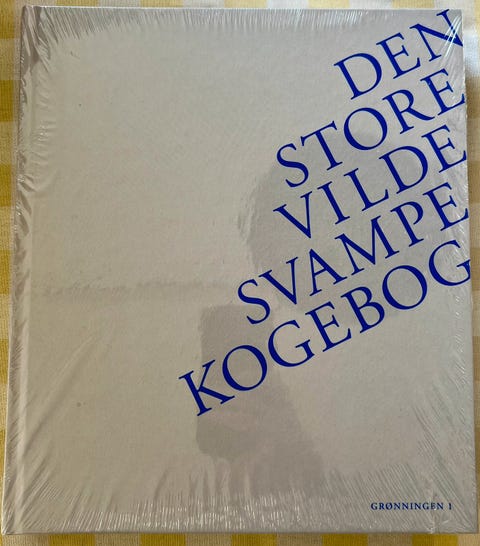 DEN
STORE
VILDE
SVAMPE
KOGEBOG
GRØNNINGEN 1